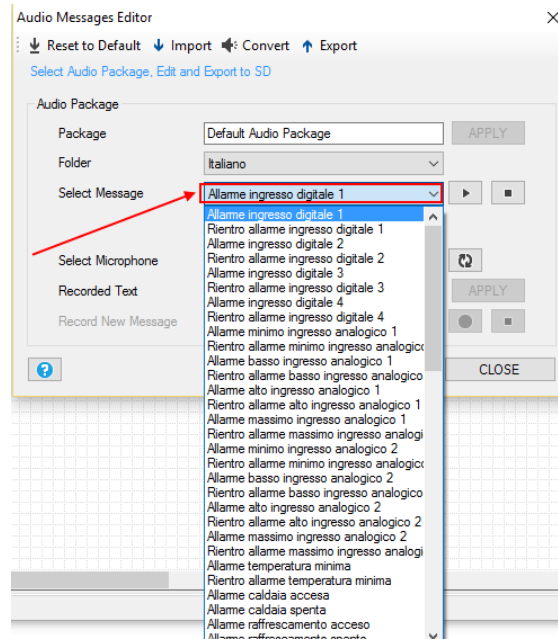 Audio Messages Editor
Reset to Default Import Convert Export
Select Audio Package, Edit and Export to SD
Audio Package
Package Default Audio Package APPLY
Folder Italiano
Select Message Allarme ingresso digitale 1
Allarme ingresso digitale 1
Rientro allarme ingresso digitale 1
Allarme ingresso digitale 2
Select Microphone Rientro allarme ingresso digitale 2
Allarme ingresso digitale 3
Recorded Text Rientro allarme ingresso digitale 3 APPLY
Allarme ingresso digitale 4
Record New Message Rientro allarme ingresso digitale 4
Allarme minimo ingresso analogico 1
Rientro allarme minimo ingresso analogico
Allarme basso ingresso analogico 1
Rientro allarme basso ingresso analogico CLOSE
Allarme alto ingresso analogico 1
Rientro allarme alto ingresso analogico 1
Allarme massimo ingresso analogico 1
Rientro allarme massimo ingresso analogi
Allarme minimo ingresso analogico 2
Rientro allarme minimo ingresso analogico
Allarme basso ingresso analogico 2
Rientro allarme basso ingresso analogico
Allarme alto ingresso analogico 2
Rientro allarme alto ingresso analogico 2
Allarme massimo ingresso analogico 2
Rientro allarme massimo ingresso analogi
Allarme temperatura minima
Rientro allarme temperatura minima
Allarme caldaia accesa
Allarme caldaia spenta
Allarme raffrescamento acceso
Allarme raffrescamento spento